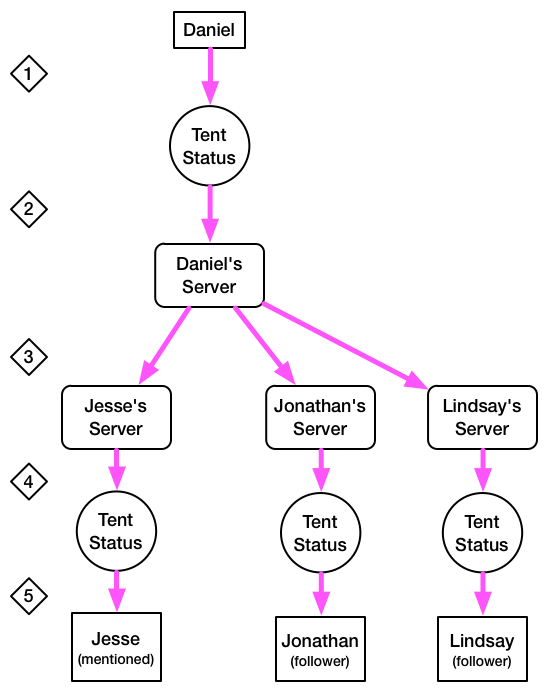 Daniel
1
Tent
Status
2
Daniel's
Server
3
Jesse's
Server
Jonathan's
Server
Lindsay's
Server
4
Tent
Status
Tent
Status
Tent
Status
5
Jesse
(mentioned)
Jonathan
(follower)
Lindsay
(follower)